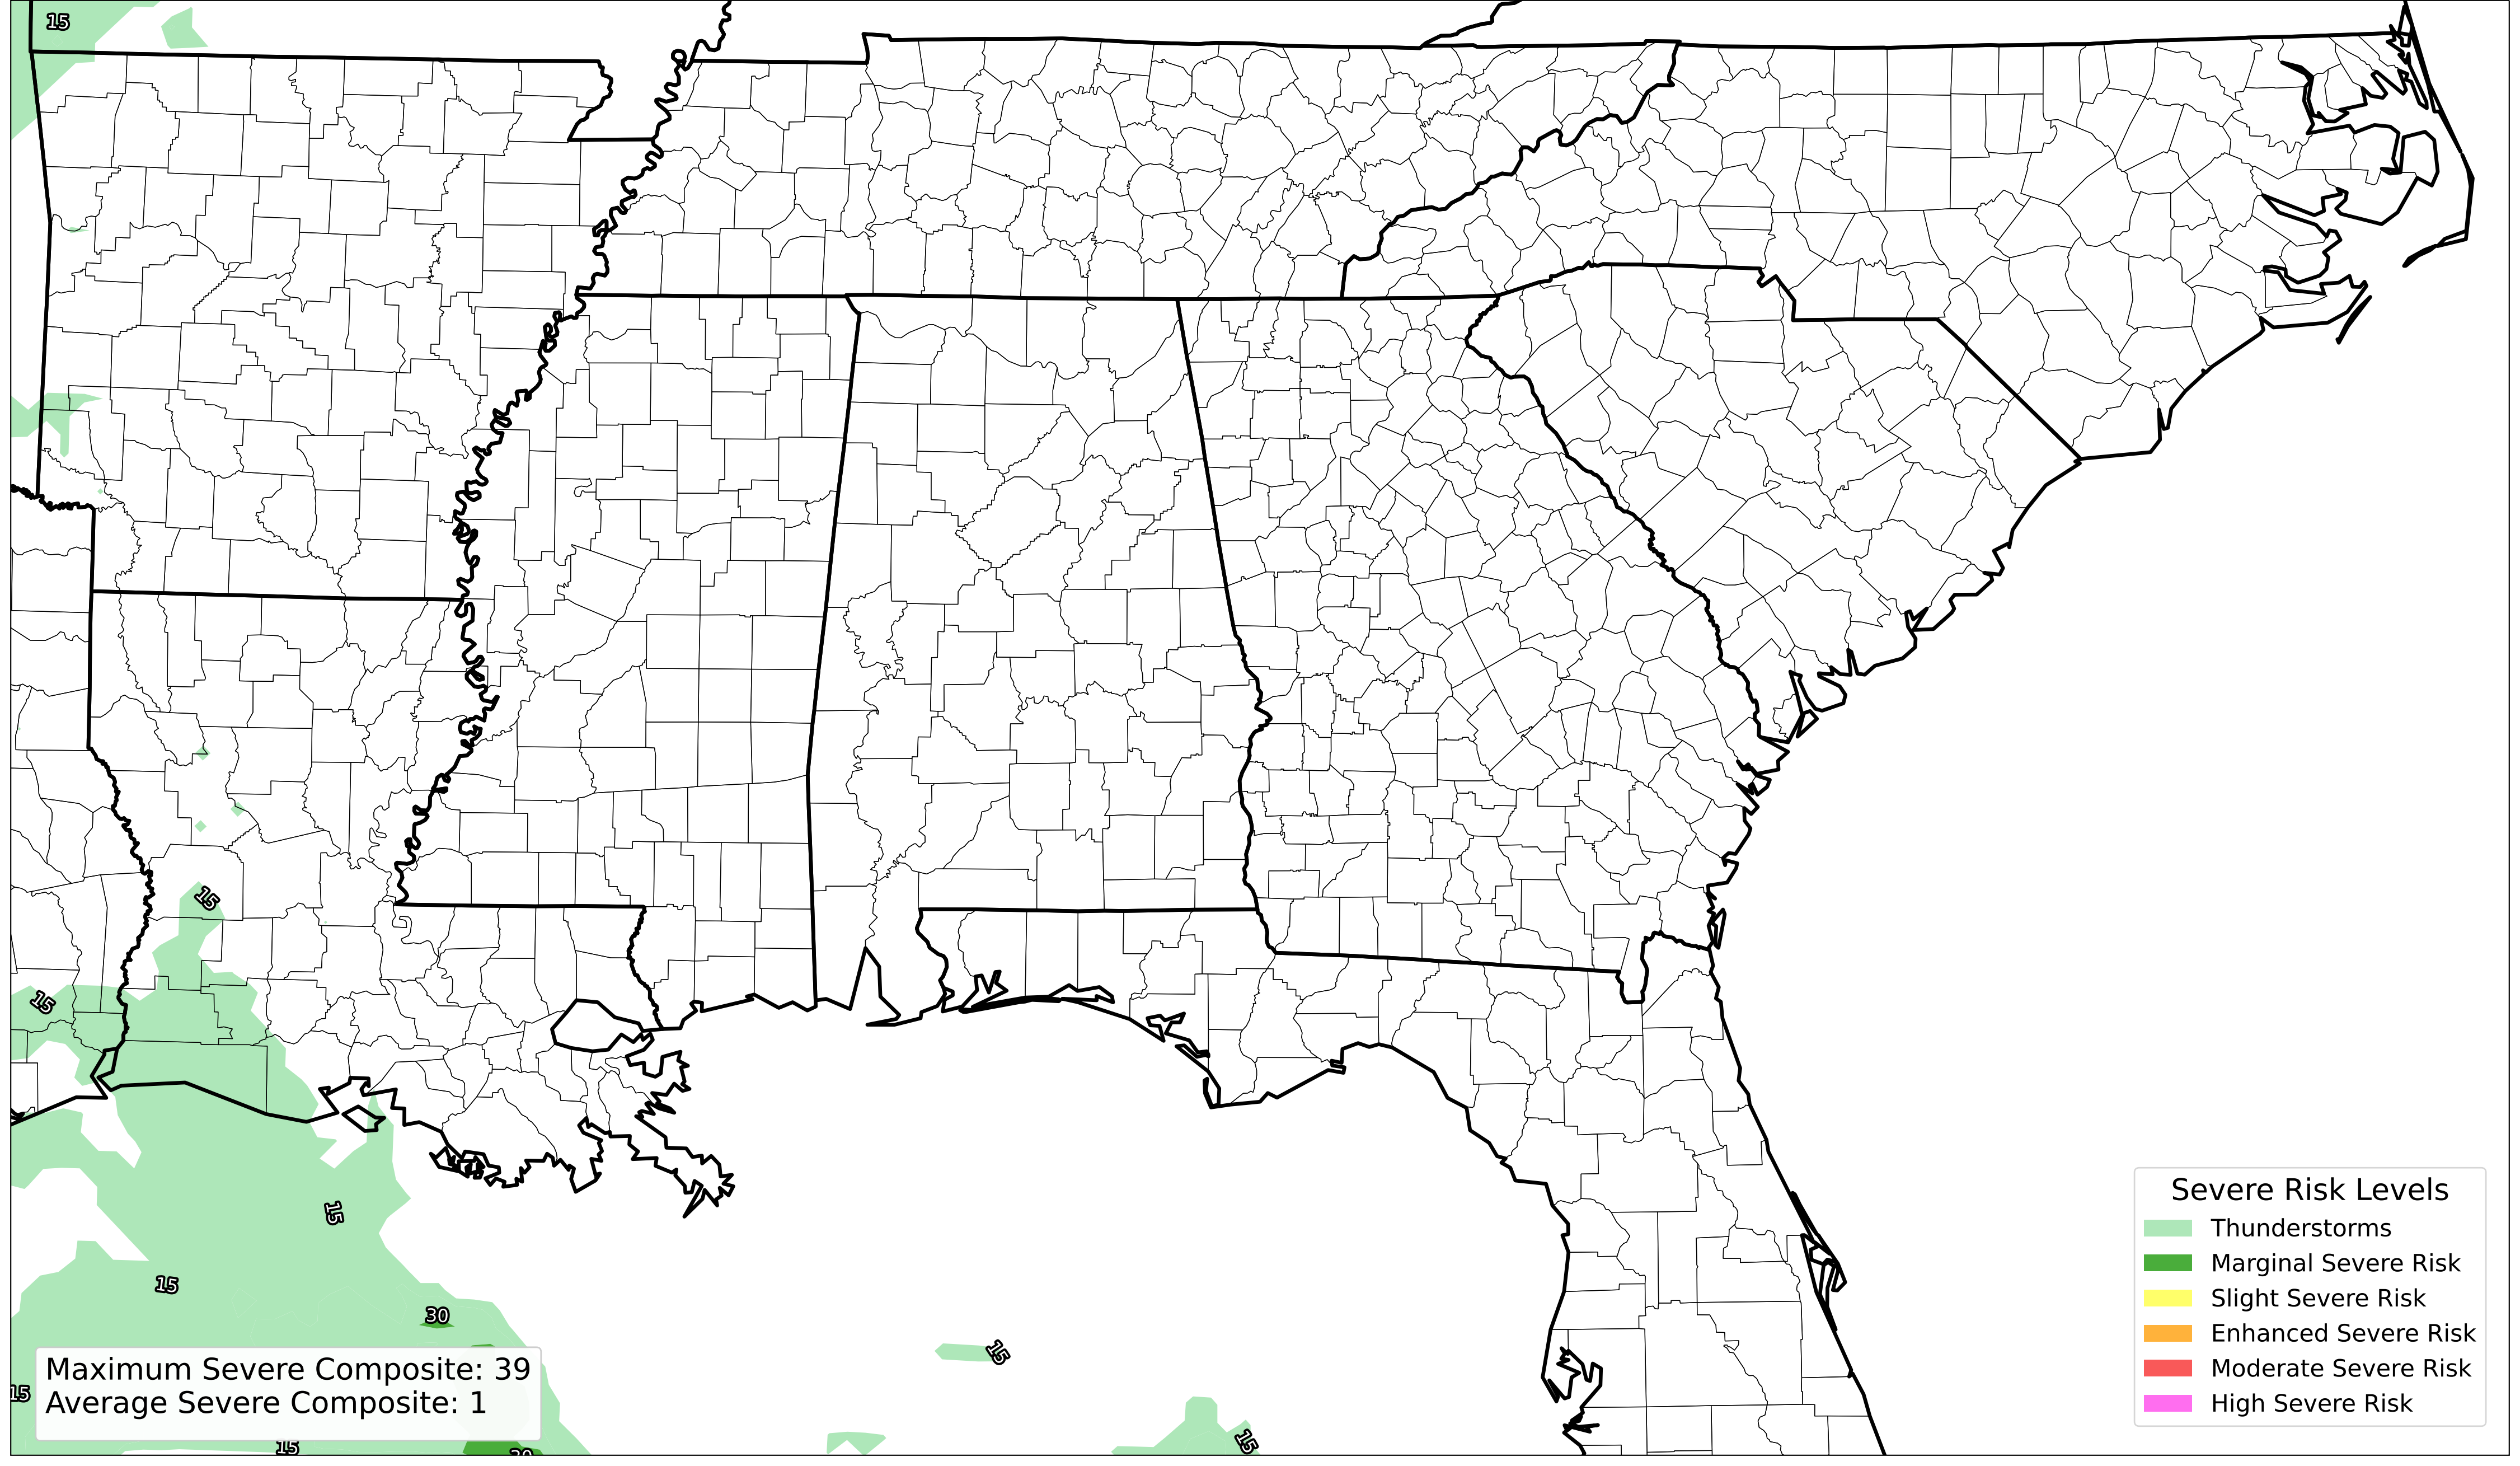 15
15
15
15
15
30
15
15
Maximum Severe Composite: 39
Average Severe Composite: 1
15
15
Severe Risk Levels
Thunderstorms
Marginal Severe Risk
Slight Severe Risk
Enhanced Severe Risk
Moderate Severe Risk
High Severe Risk